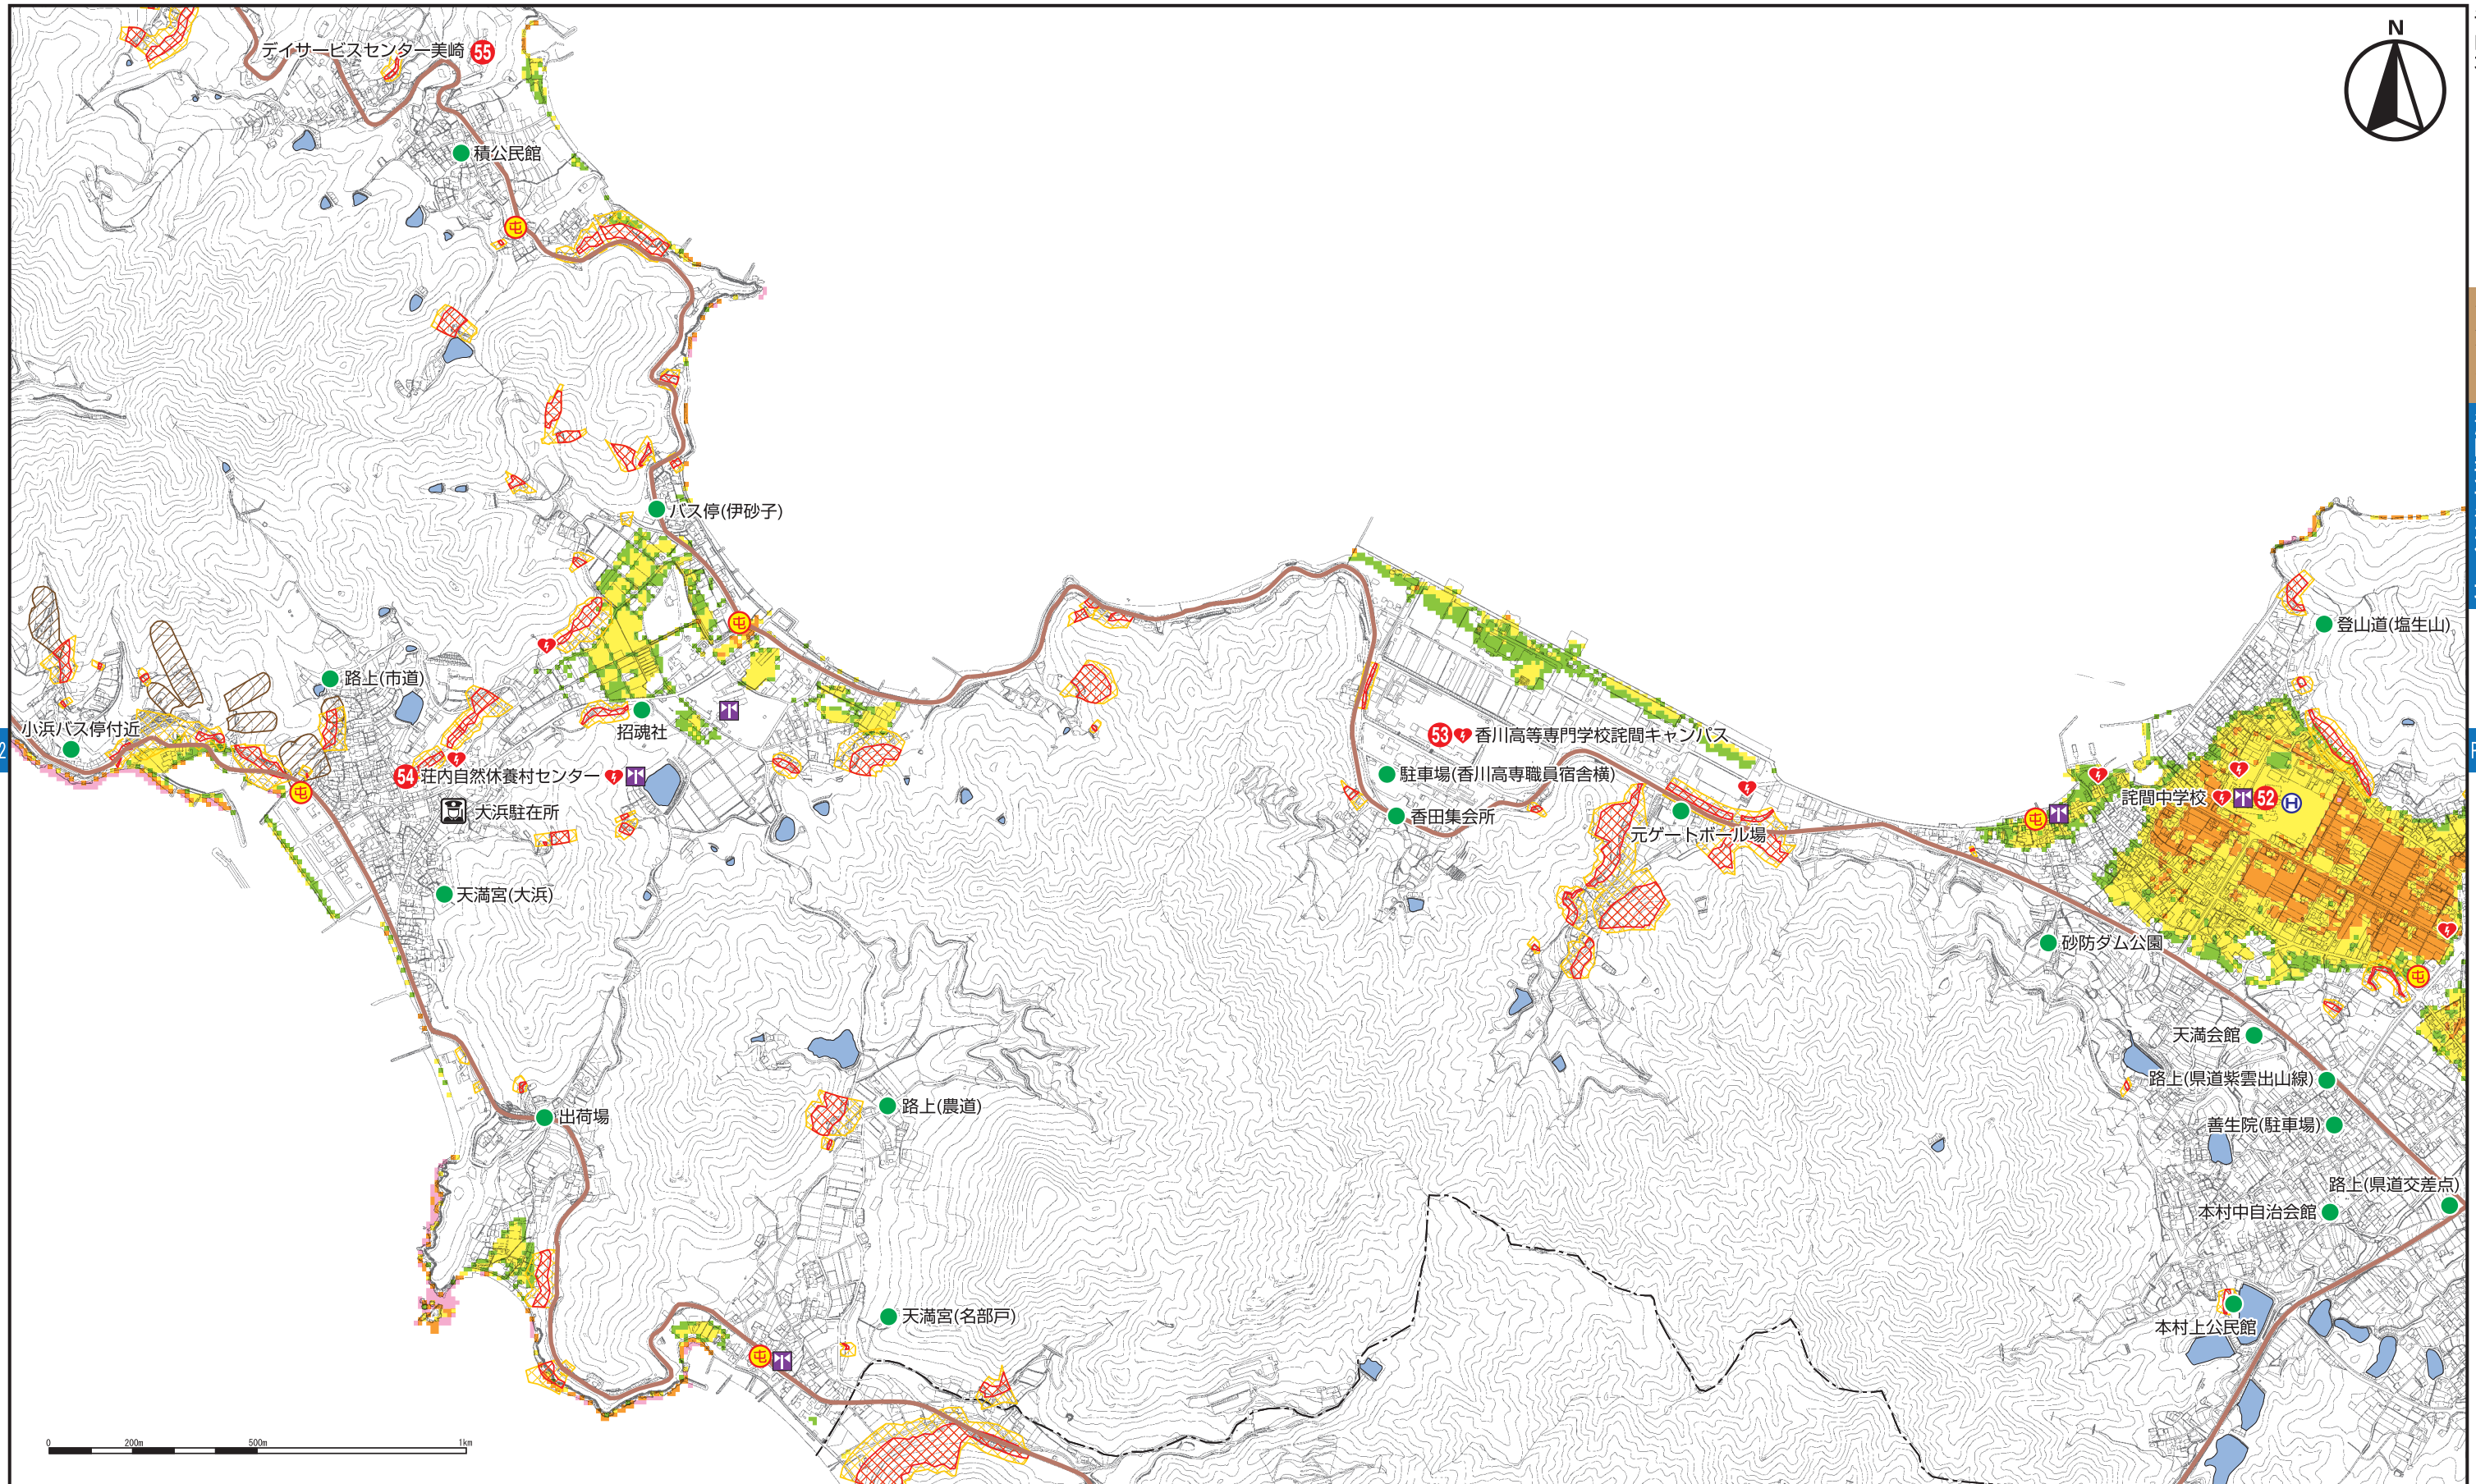 N
デイサービスセンター美崎 55
積公民館
バス停(伊砂子)
登山道(塩生山)
路上(市道)
招魂社
小浜バス停付近
53 香川高等専門学校詫間キャンパス
54 荘内自然休養村センター
駐車場(香川高専職員宿舎横)
詫間中学校 52 H
大浜駐在所
香田集会所
元ゲートボール場
天満宮(大浜)
砂防ダム公園
天満会館
路上(県道紫雲出山線)
出荷場
路上(農道)
善生院(駐車場)
路上(県道交差点)
本村中自治会館
天満宮(名部戸)
本村上公民館
屯
屯
屯
屯
屯
屯
0 200m 500m 1km
2